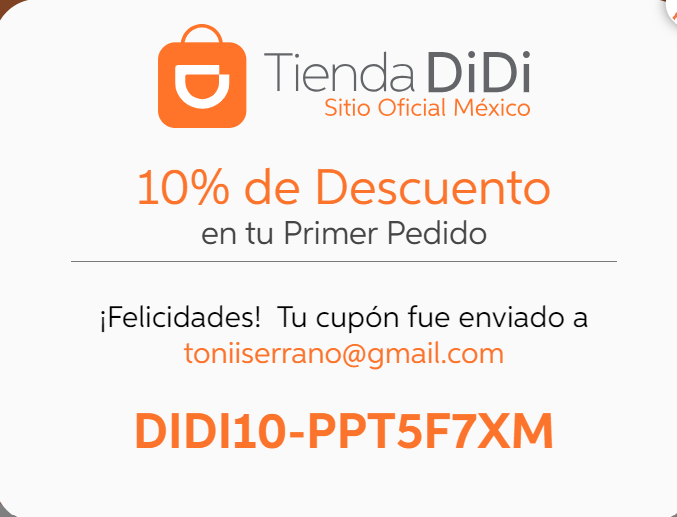 Tienda DiDi
Sitio Oficial México
10% de Descuento
en tu Primer Pedido
¡Felicidades! Tu cupón fue enviado a
toniiserrano@gmail.com
DIDI10-PPT5F7XM